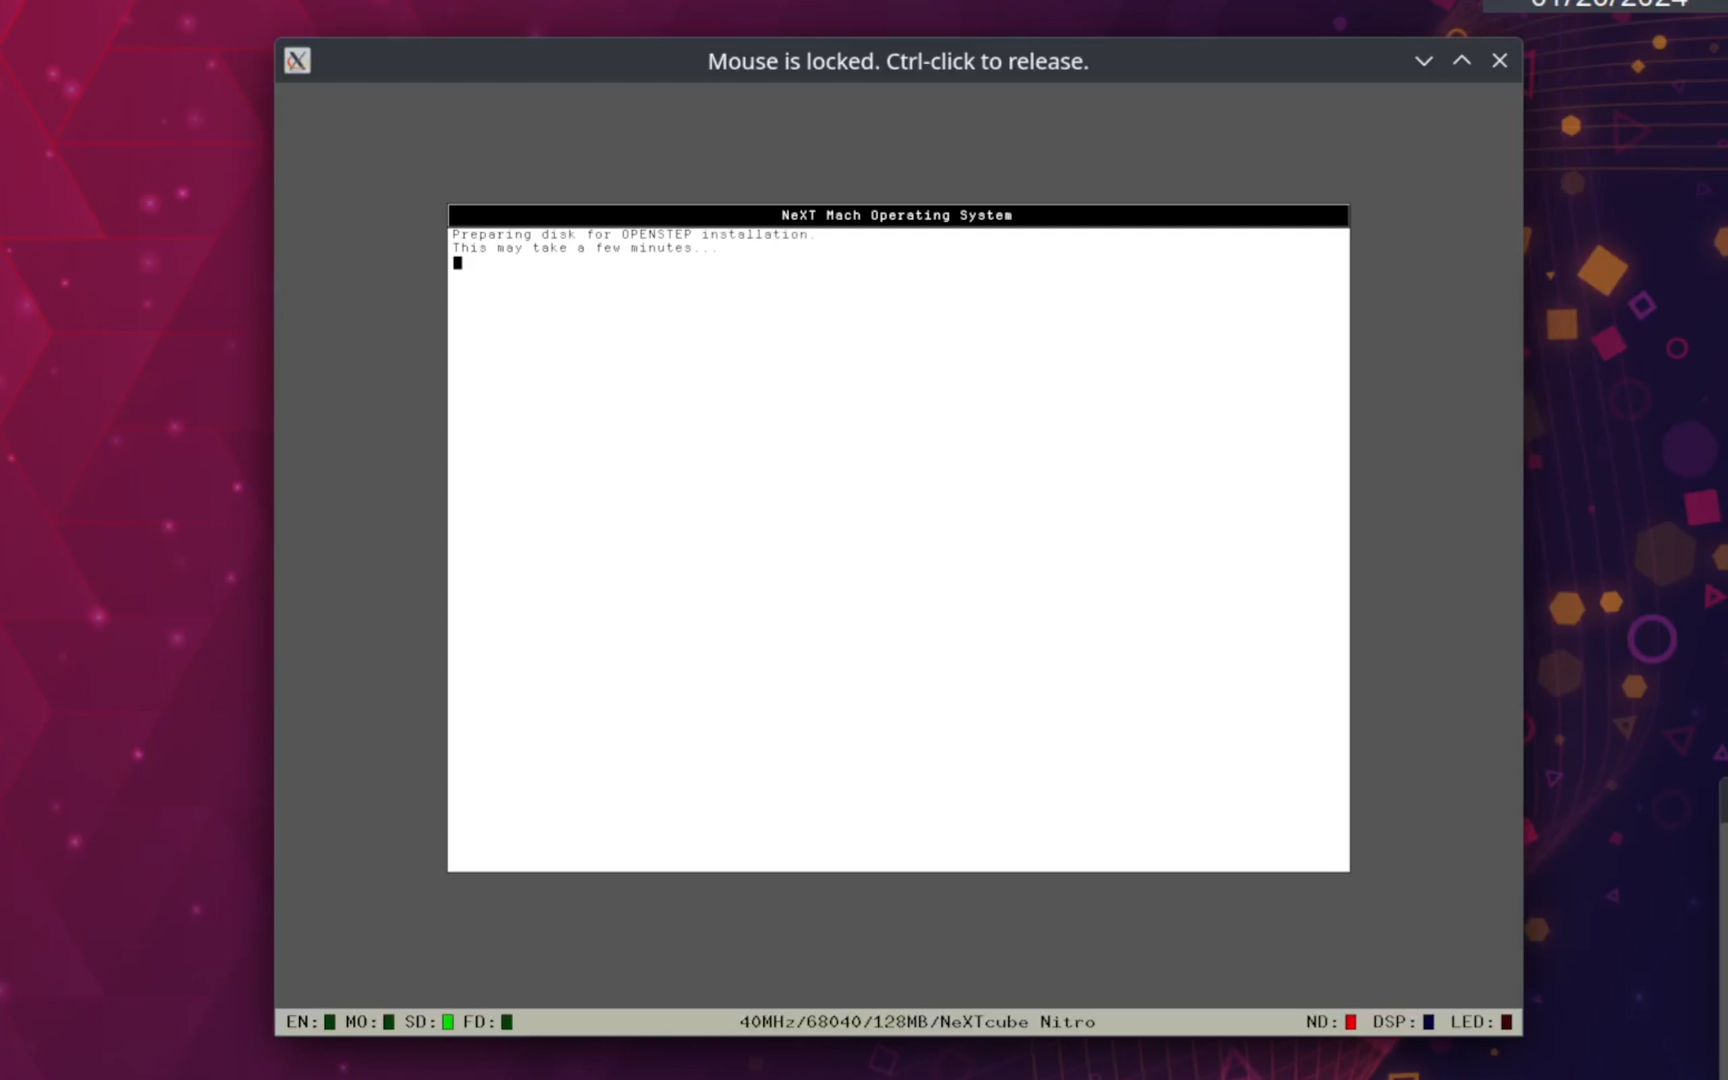 Mouse is locked. Ctrl-click to release.
NeXT Mach Operating System
Preparing disk for OPENSTEP installation.
This may take a few minutes...
EN: MO: SD: FD: 40MHz/68040/128MB/NeXTcube Nitro ND: DSP: LED: